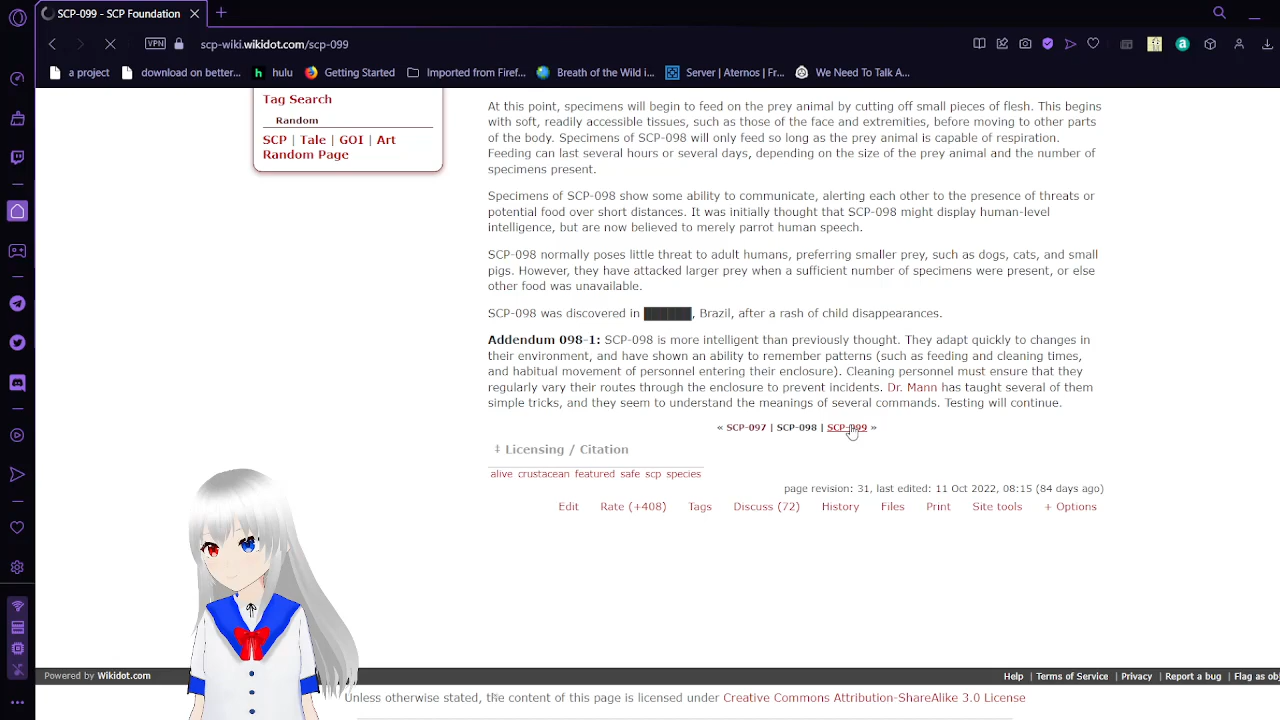 SCP-099 - SCP Foundation
VPN scp-wiki.wikidot.com/scp-099
a project download on better... hulu Getting Started Imported from Firef... Breath of the Wild i... Server | Aternos | Fr... We Need To Talk A...
Tag Search
Random
SCP | Tale | GOI | Art
Random Page
At this point, specimens will begin to feed on the prey animal by cutting off small pieces of flesh. This begins
with soft, readily accessible tissues, such as those of the face and extremities, before moving to other parts
of the body. Specimens of SCP-098 will only feed so long as the prey animal is capable of respiration.
Feeding can last several hours or several days, depending on the size of the prey animal and the number of
specimens present.
Specimens of SCP-098 show some ability to communicate, alerting each other to the presence of threats or
potential food over short distances. It was initially thought that SCP-098 might display human-level
intelligence, but are now believed to merely parrot human speech.
SCP-098 normally poses little threat to adult humans, preferring smaller prey, such as dogs, cats, and small
pigs. However, they have attacked larger prey when a sufficient number of specimens were present, or else
other food was unavailable.
SCP-098 was discovered in ██████, Brazil, after a rash of child disappearances.
Addendum 098-1: SCP-098 is more intelligent than previously thought. They adapt quickly to changes in
their environment, and have shown an ability to remember patterns (such as feeding and cleaning times,
and habitual movement of personnel entering their enclosure). Cleaning personnel must ensure that they
regularly vary their routes through the enclosure to prevent incidents. Dr. Mann has taught several of them
simple tricks, and they seem to understand the meanings of several commands. Testing will continue.
« SCP-097 | SCP-098 | SCP-099 »
‡ Licensing / Citation
alive crustacean featured safe scp species
page revision: 31, last edited: 11 Oct 2022, 08:15 (84 days ago)
Edit Rate (+408) Tags Discuss (72) History Files Print Site tools + Options
Powered by Wikidot.com
Help | Terms of Service | Privacy | Report a bug | Flag as obj
Unless otherwise stated, the content of this page is licensed under Creative Commons Attribution-ShareAlike 3.0 License